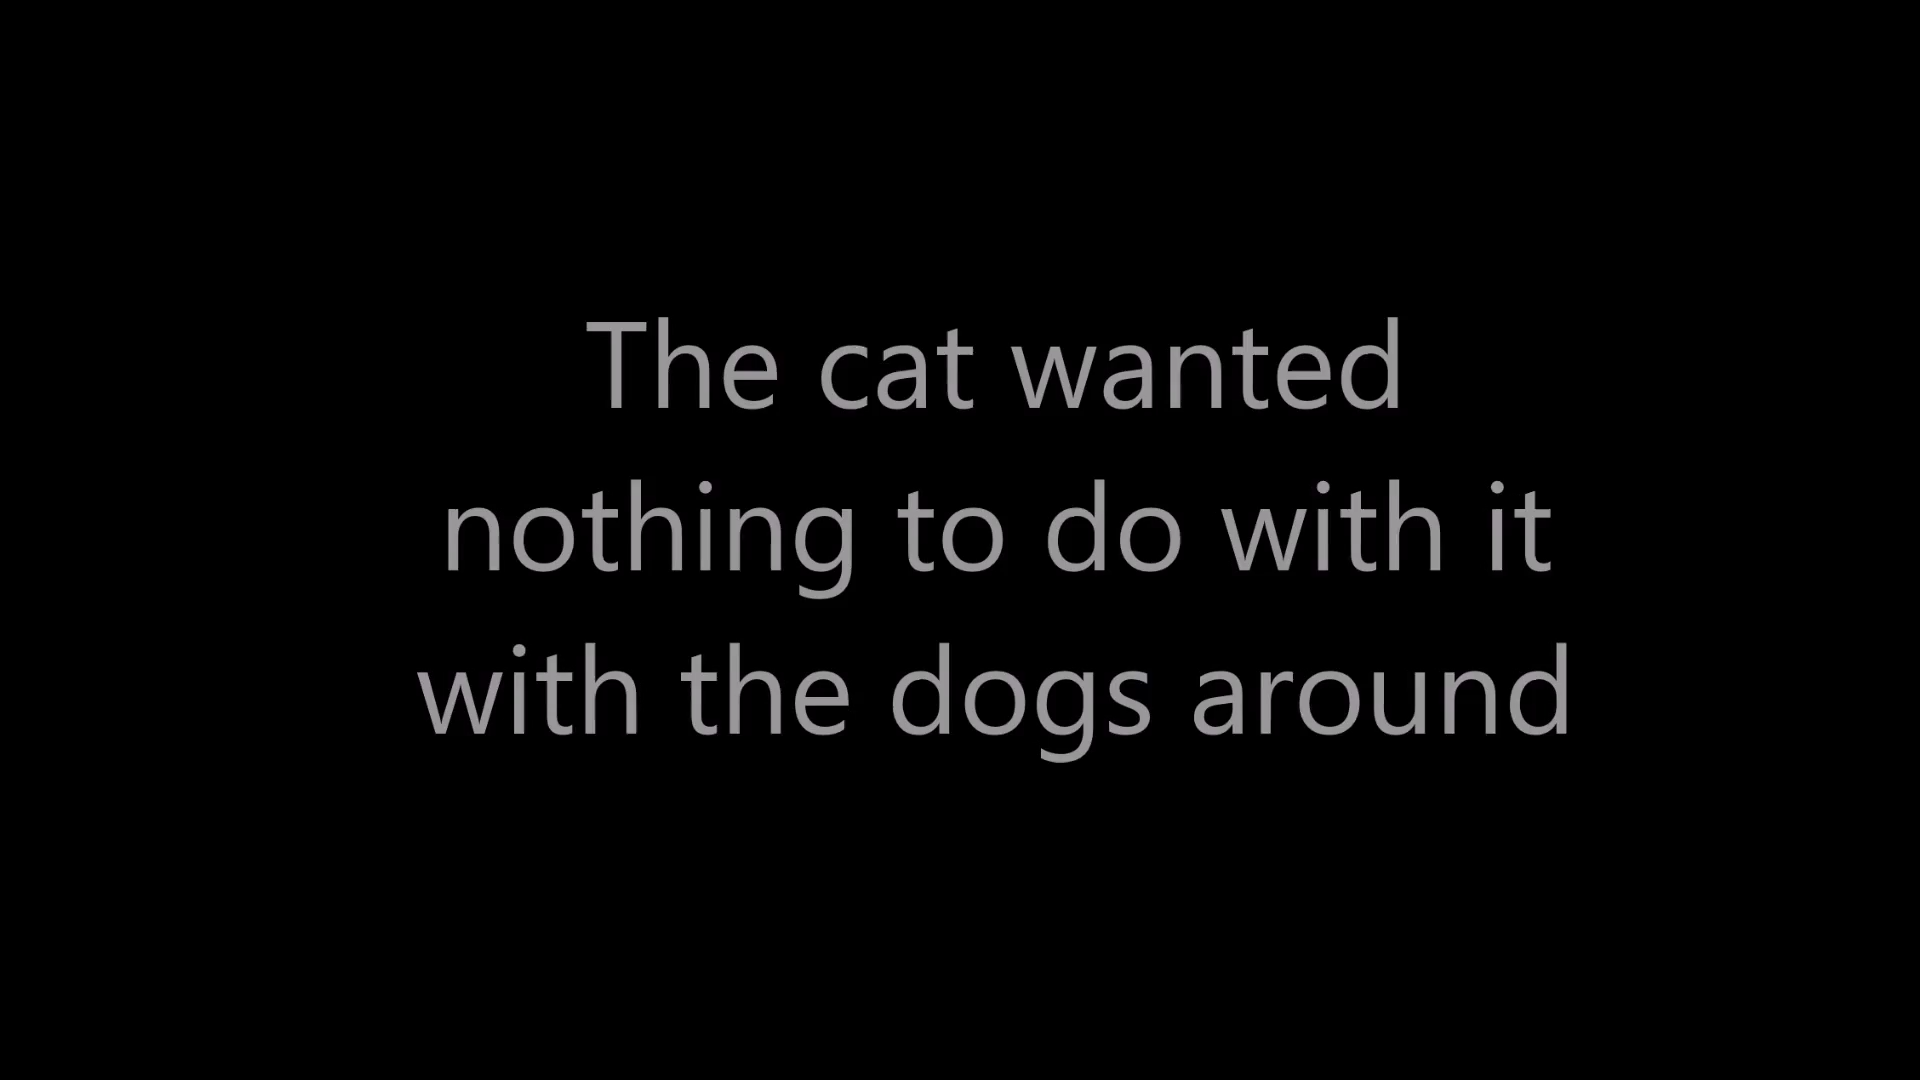 The cat wanted
nothing to do with it
with the dogs around